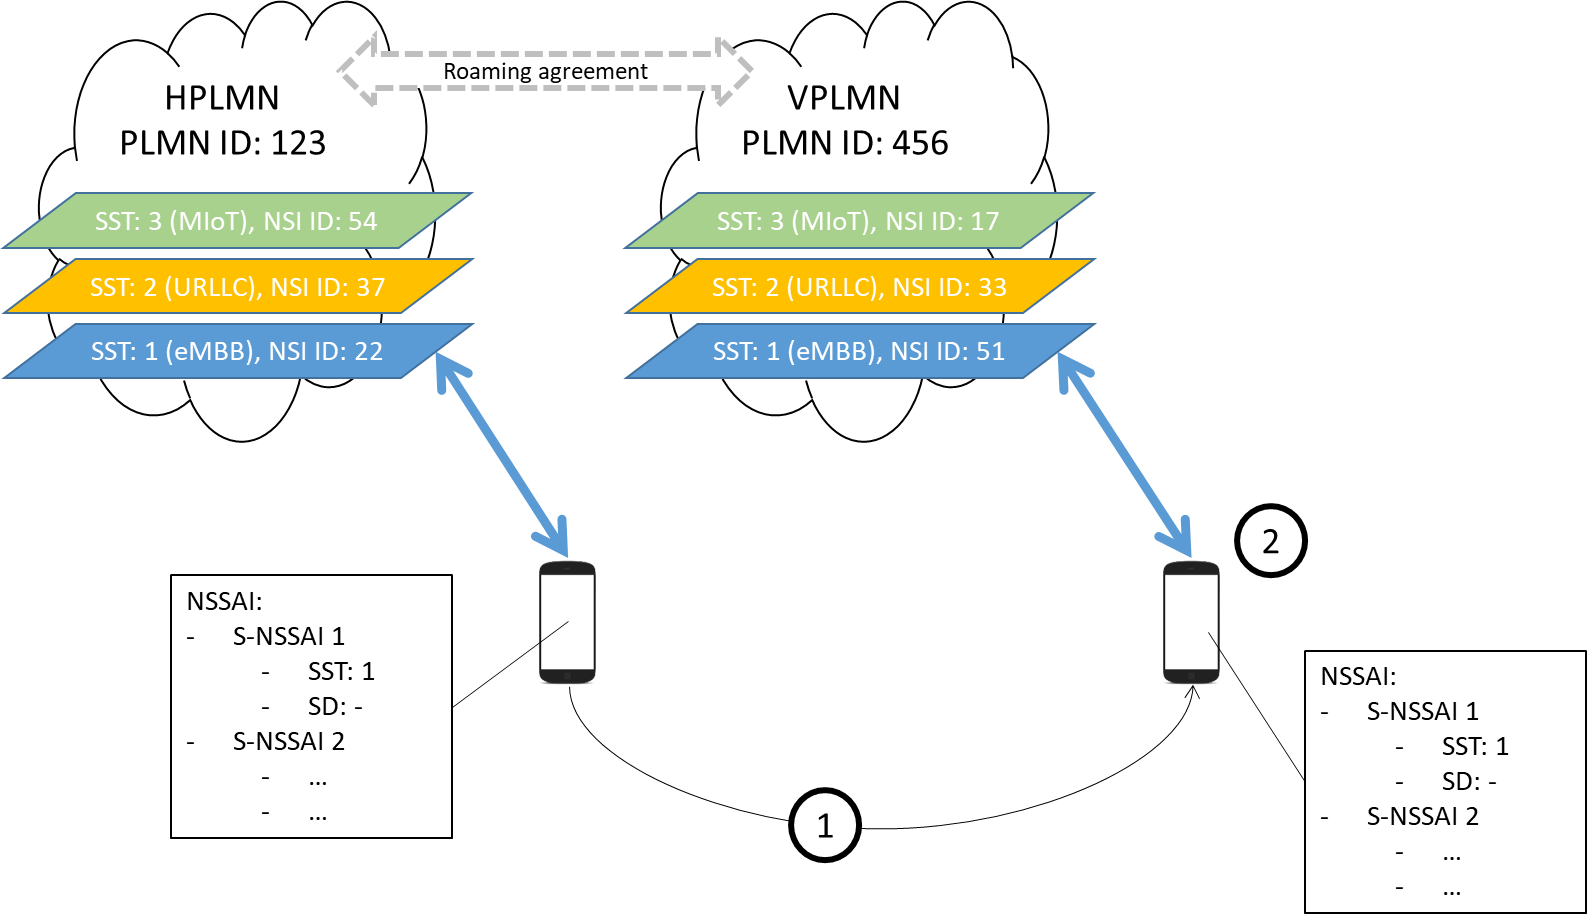 Roaming agreement
HPLMN
PLMN ID: 123
SST: 3 (MIoT), NSI ID: 54
SST: 2 (URLLC), NSI ID: 37
SST: 1 (eMBB), NSI ID: 22
VPLMN
PLMN ID: 456
SST: 3 (MIoT), NSI ID: 17
SST: 2 (URLLC), NSI ID: 33
SST: 1 (eMBB), NSI ID: 51
NSSAI:
- S-NSSAI 1
- SST: 1
- SD: -
- S-NSSAI 2
- ...
- ...
1
2
NSSAI:
- S-NSSAI 1
- SST: 1
- SD: -
- S-NSSAI 2
- ...
- ...